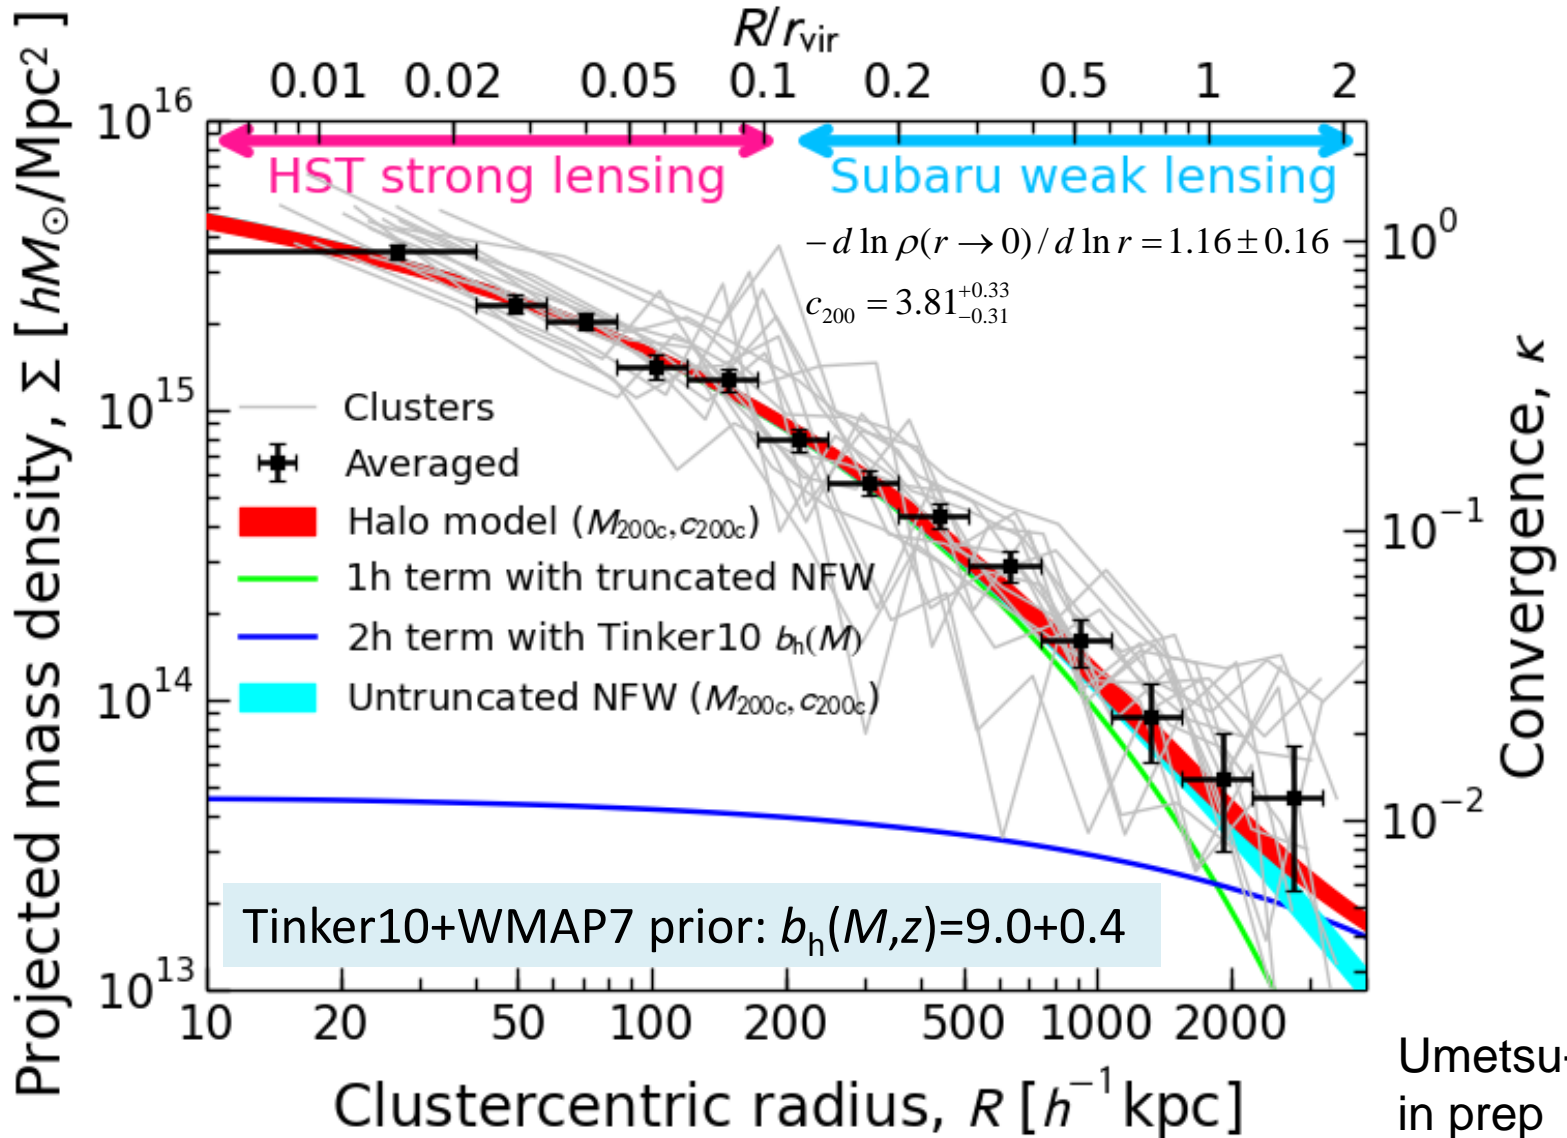 R/r_vir
0.01 0.02 0.05 0.1 0.2 0.5 1 2
Projected mass density, Σ [hM_⊙/Mpc²]
10^16
10^15
10^14
10^13
HST strong lensing
Subaru weak lensing
−d ln ρ(r → 0)/d ln r = 1.16 ± 0.16
c_200 = 3.81^{+0.33}_{−0.31}
Clusters
Averaged
Halo model (M_200c,c_200c)
1h term with truncated NFW
2h term with Tinker10 b_h(M)
Untruncated NFW (M_200c,c_200c)
Tinker10+WMAP7 prior: b_h(M,z)=9.0+0.4
10^0
10^−1
10^−2
Convergence, κ
10 20 50 100 200 500 1000 2000
Clustercentric radius, R [h^−1 kpc]
Umetsu-
in prep